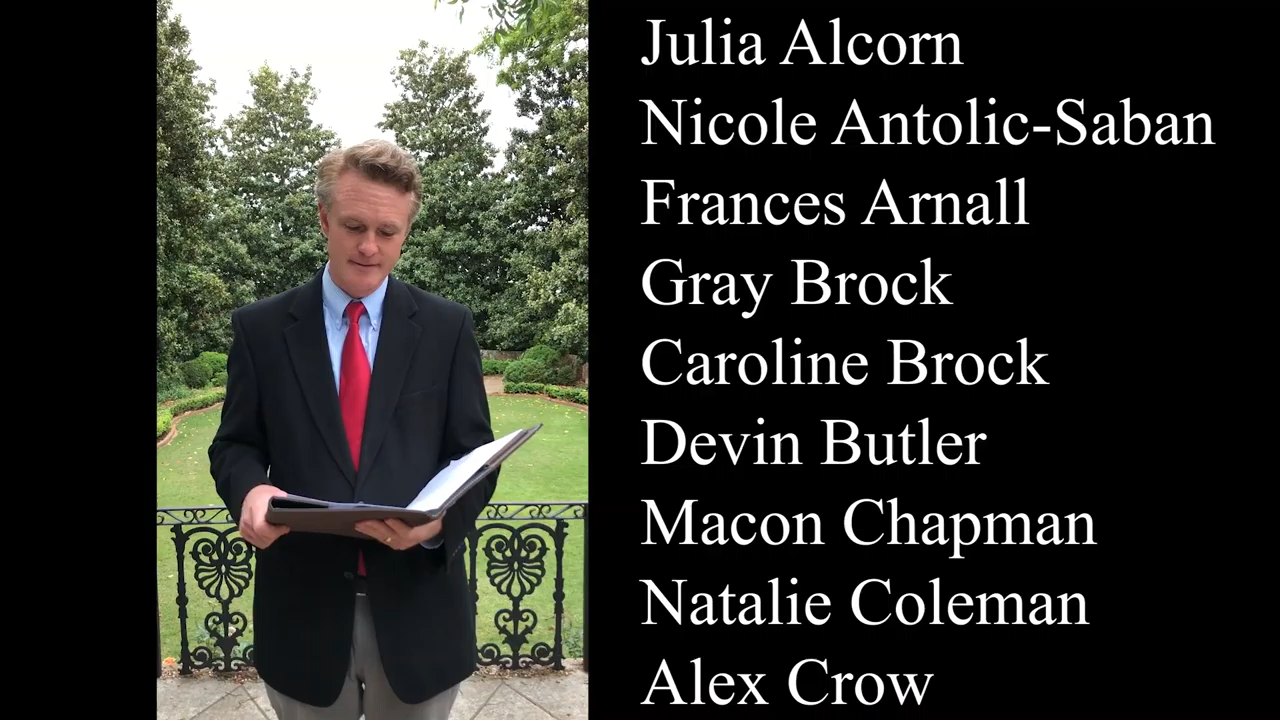 Julia Alcorn
Nicole Antolic-Saban
Frances Arnall
Gray Brock
Caroline Brock
Devin Butler
Macon Chapman
Natalie Coleman
Alex Crow